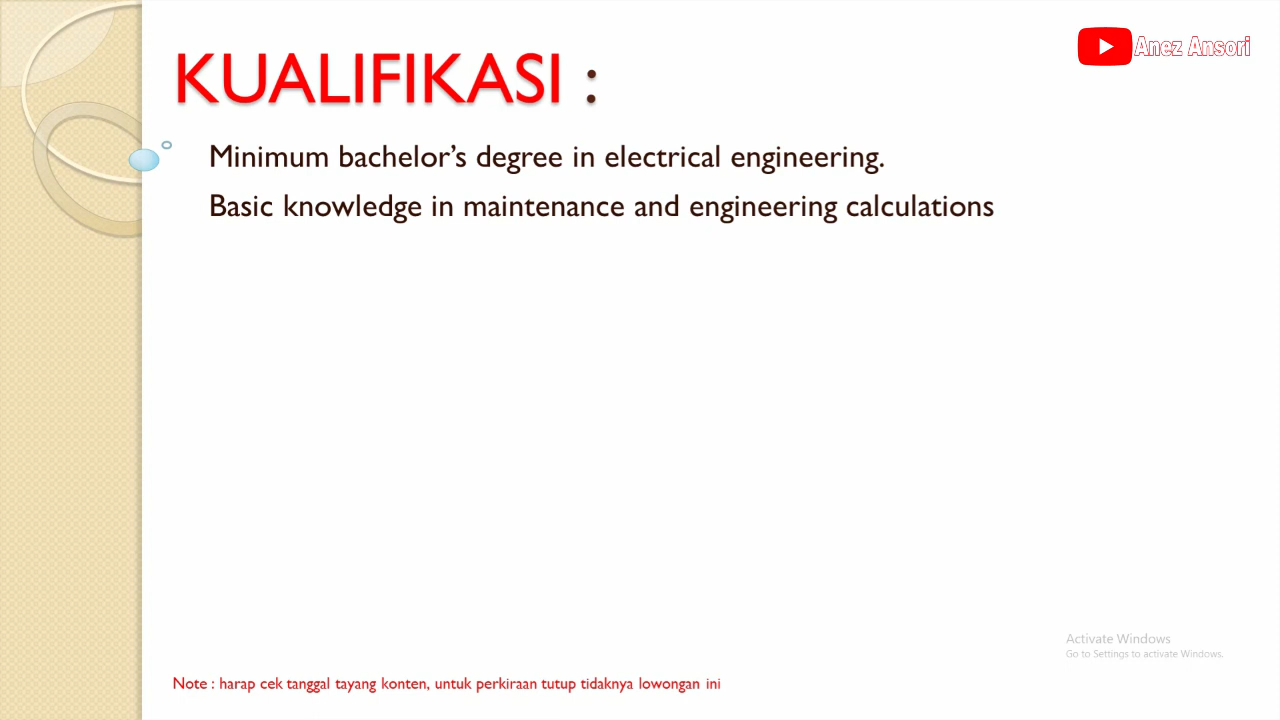 Anez Ansori
KUALIFIKASI :
Minimum bachelor’s degree in electrical engineering.
Basic knowledge in maintenance and engineering calculations
Activate Windows
Go to Settings to activate Windows.
Note : harap cek tanggal tayang konten, untuk perkiraan tutup tidaknya lowongan ini